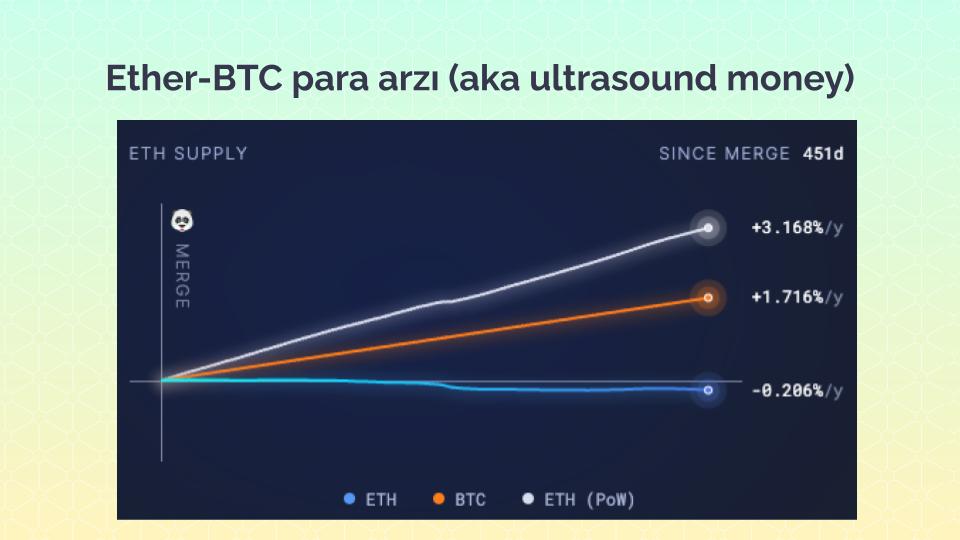 Ether-BTC para arzı (aka ultrasound money)
ETH SUPPLY
SINCE MERGE 451d
MERGE
+3.168%/y
+1.716%/y
-0.206%/y
ETH BTC ETH (PoW)